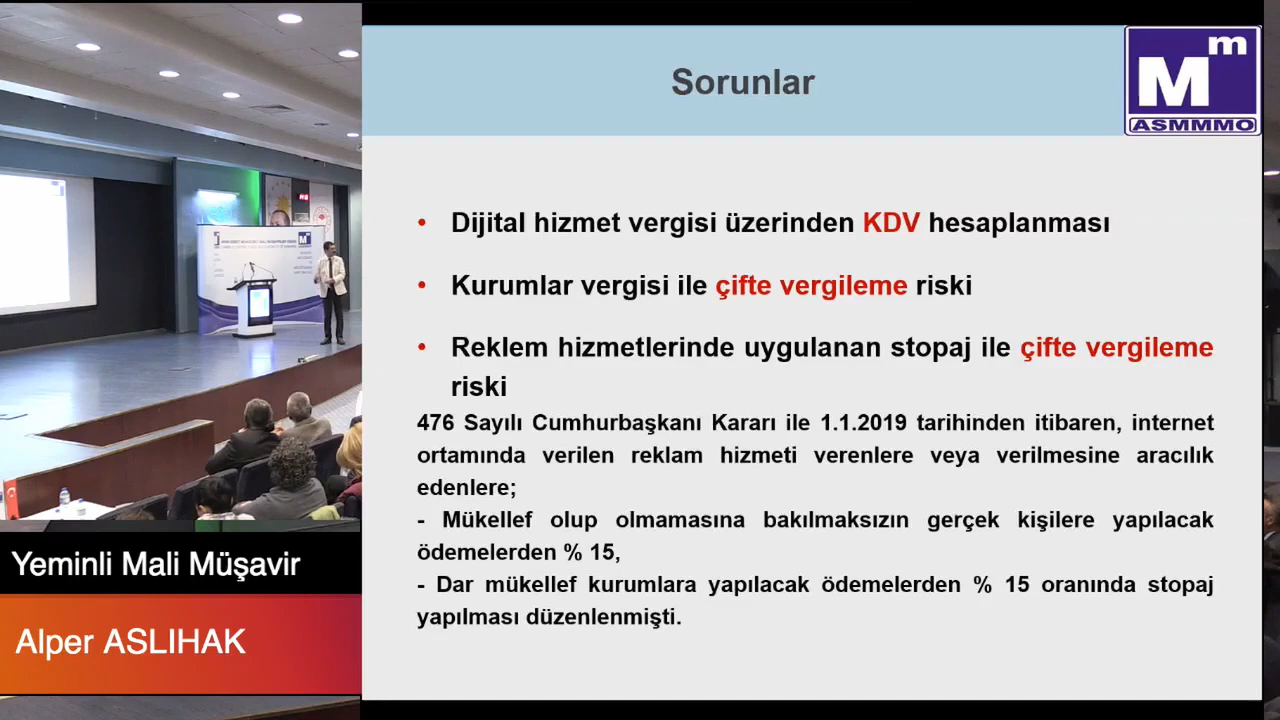 Sorunlar
m
M
ASMMMO
• Dijital hizmet vergisi üzerinden KDV hesaplanması
• Kurumlar vergisi ile çifte vergileme riski
• Reklem hizmetlerinde uygulanan stopaj ile çifte vergileme
riski
476 Sayılı Cumhurbaşkanı Kararı ile 1.1.2019 tarihinden itibaren, internet
ortamında verilen reklam hizmeti verenlere veya verilmesine aracılık
edenlere;
- Mükellef olup olmamasına bakılmaksızın gerçek kişilere yapılacak
ödemelerden % 15,
- Dar mükellef kurumlara yapılacak ödemelerden % 15 oranında stopaj
yapılması düzenlenmişti.
Yeminli Mali Müşavir
Alper ASLIHAK